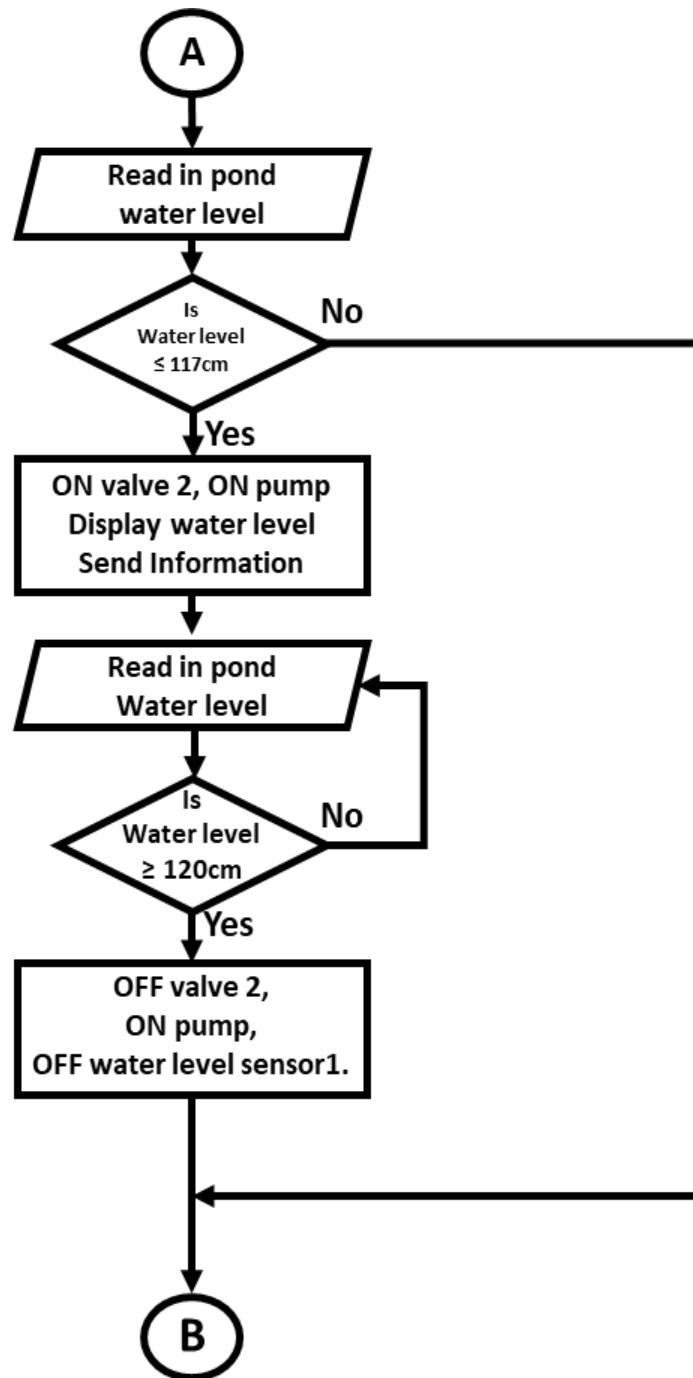 A
Read in pond
water level
Is
Water level
≤ 117cm
No
Yes
ON valve 2, ON pump
Display water level
Send Information
Read in pond
Water level
Is
Water level
≥ 120cm
No
Yes
OFF valve 2,
ON pump,
OFF water level sensor1.
B